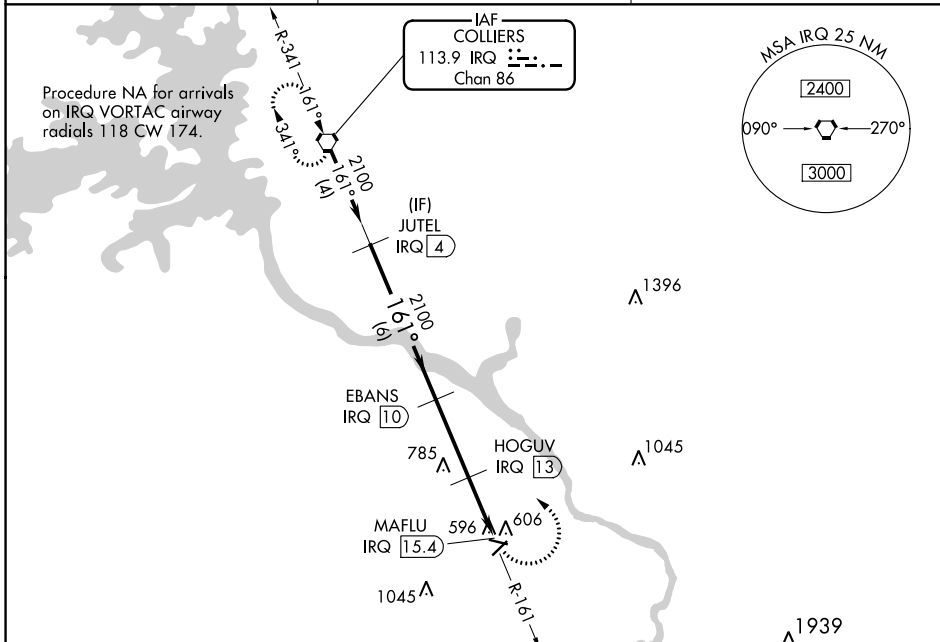 IAF
COLLIERS
113.9 IRQ
Chan 86
MSA IRQ 25 NM
2400
090°
270°
3000
Procedure NA for arrivals
on IRQ VORTAC airway
radials 118 CW 174.
R-341
161°
341°
2100
161°
(4)
(IF)
JUTEL
IRQ 4
1396
2100
161°
(6)
EBANS
IRQ 10
785
HOGUV
IRQ 13
1045
MAFLU
IRQ 15.4
596
606
1045
R-161
1939